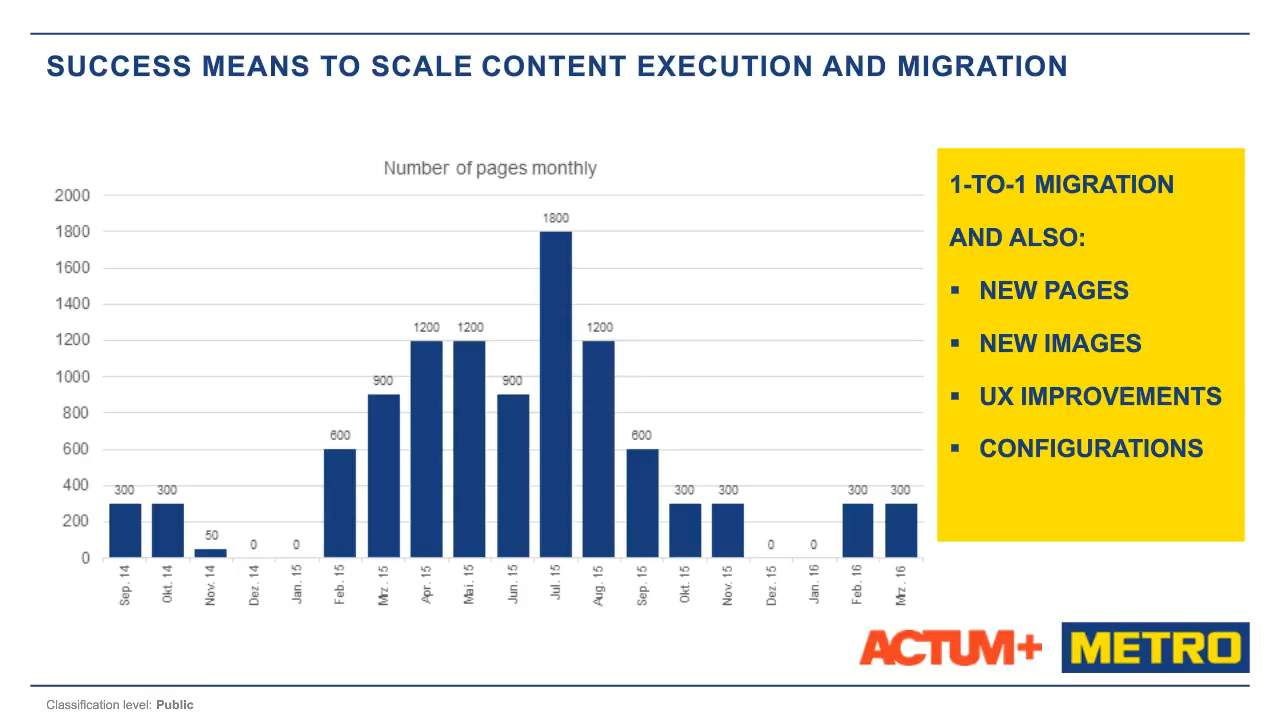 SUCCESS MEANS TO SCALE CONTENT EXECUTION AND MIGRATION
Number of pages monthly
2000
1800
1600
1400
1200
1000
800
600
400
200
0
300
300
50
0
0
600
900
1200
1200
900
1800
1200
600
300
300
0
0
300
300
Sep. 14
Okt. 14
Nov. 14
Dez. 14
Jan. 15
Feb. 15
Mrz. 15
Apr. 15
Mai. 15
Jun. 15
Jul. 15
Aug. 15
Sep. 15
Okt. 15
Nov. 15
Dez. 15
Jan. 16
Feb. 16
Mrz. 16
1-TO-1 MIGRATION
AND ALSO:
▪ NEW PAGES
▪ NEW IMAGES
▪ UX IMPROVEMENTS
▪ CONFIGURATIONS
ACTUM+
METRO
Classification level: Public